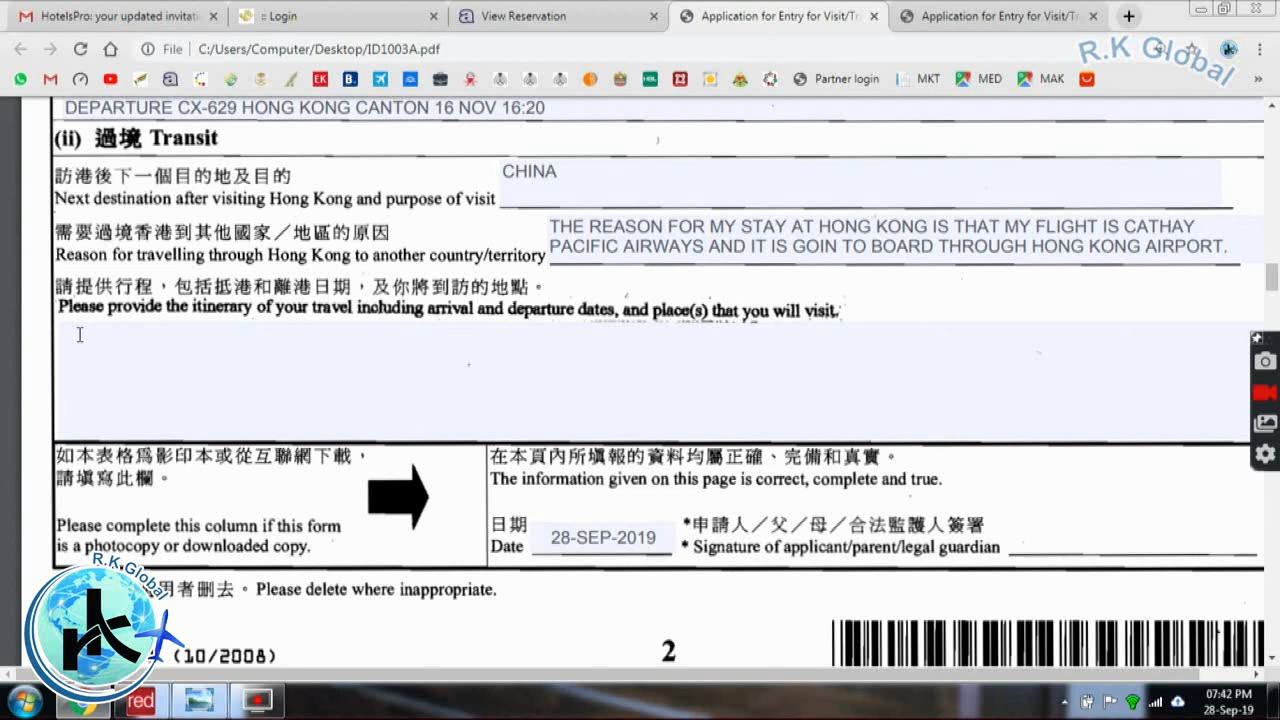 HotelsPro: your updated invitati
:: Login
View Reservation
Application for Entry for Visit/Tr
Application for Entry for Visit/Tr
File
C:/Users/Computer/Desktop/ID1003A.pdf
R.K Global
EK
B.
HBL
Partner login
MKT
MED
MAK
DEPARTURE CX-629 HONG KONG CANTON 16 NOV 16:20
(ii) 過境 Transit
訪港後下一個目的地及目的
CHINA
Next destination after visiting Hong Kong and purpose of visit
需要過境香港到其他國家／地區的原因
THE REASON FOR MY STAY AT HONG KONG IS THAT MY FLIGHT IS CATHAY
PACIFIC AIRWAYS AND IT IS GOIN TO BOARD THROUGH HONG KONG AIRPORT.
Reason for travelling through Hong Kong to another country/territory
請提供行程，包括抵港和離港日期，及你將到訪的地點。
Please provide the itinerary of your travel including arrival and departure dates, and place(s) that you will visit.
如本表格爲影印本或從互聯網下載，
請填寫此欄。
Please complete this column if this form
is a photocopy or downloaded copy.
在本頁內所填報的資料均屬正確、完備和真實。
The information given on this page is correct, complete and true.
日期
Date
28-SEP-2019
*申請人／父／母／合法監護人簽署
* Signature of applicant/parent/legal guardian
R.K Global
用者刪去。 Please delete where inappropriate.
rk
(10/2008)
2
red
07:42 PM
28-Sep-19